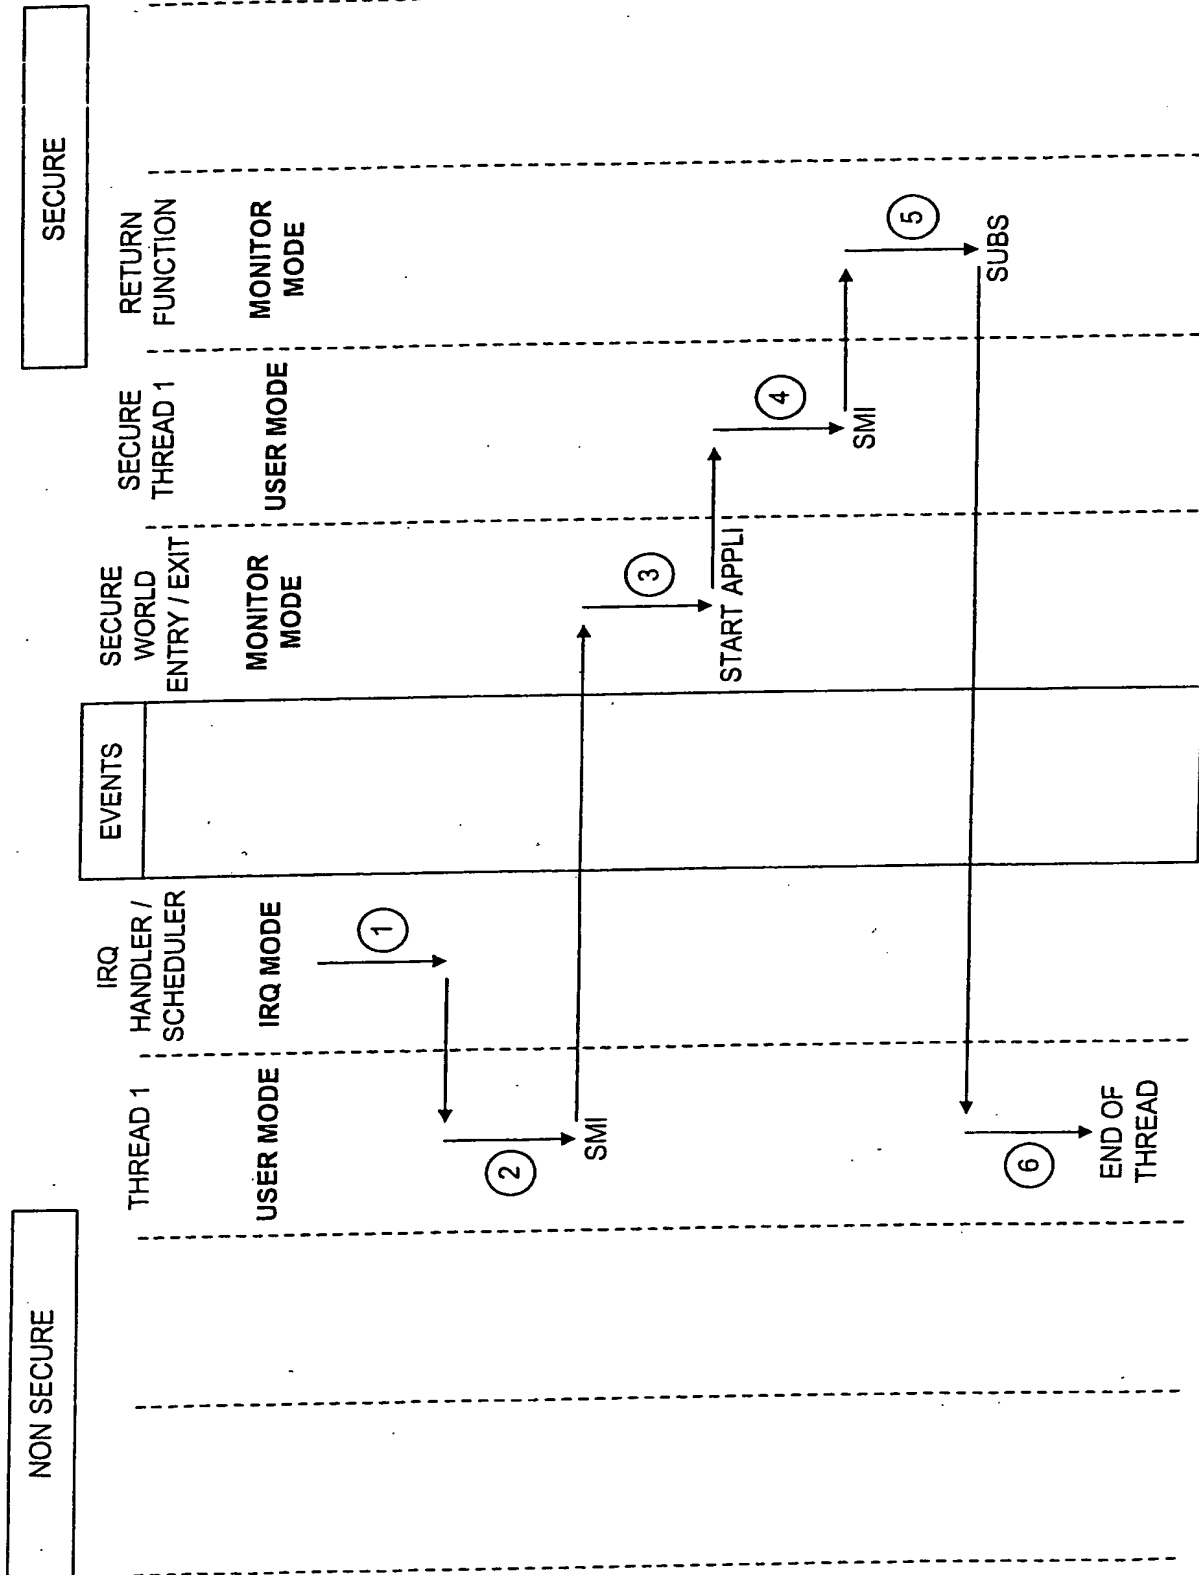 NON SECURE
SECURE
EVENTS
THREAD 1
USER MODE
IRQ
HANDLER /
SCHEDULER
IRQ MODE
SECURE
WORLD
ENTRY / EXIT
MONITOR
MODE
SECURE
THREAD 1
USER MODE
RETURN
FUNCTION
MONITOR
MODE
1
2
SMI
3
START APPLI
4
SMI
5
SUBS
6
END OF
THREAD